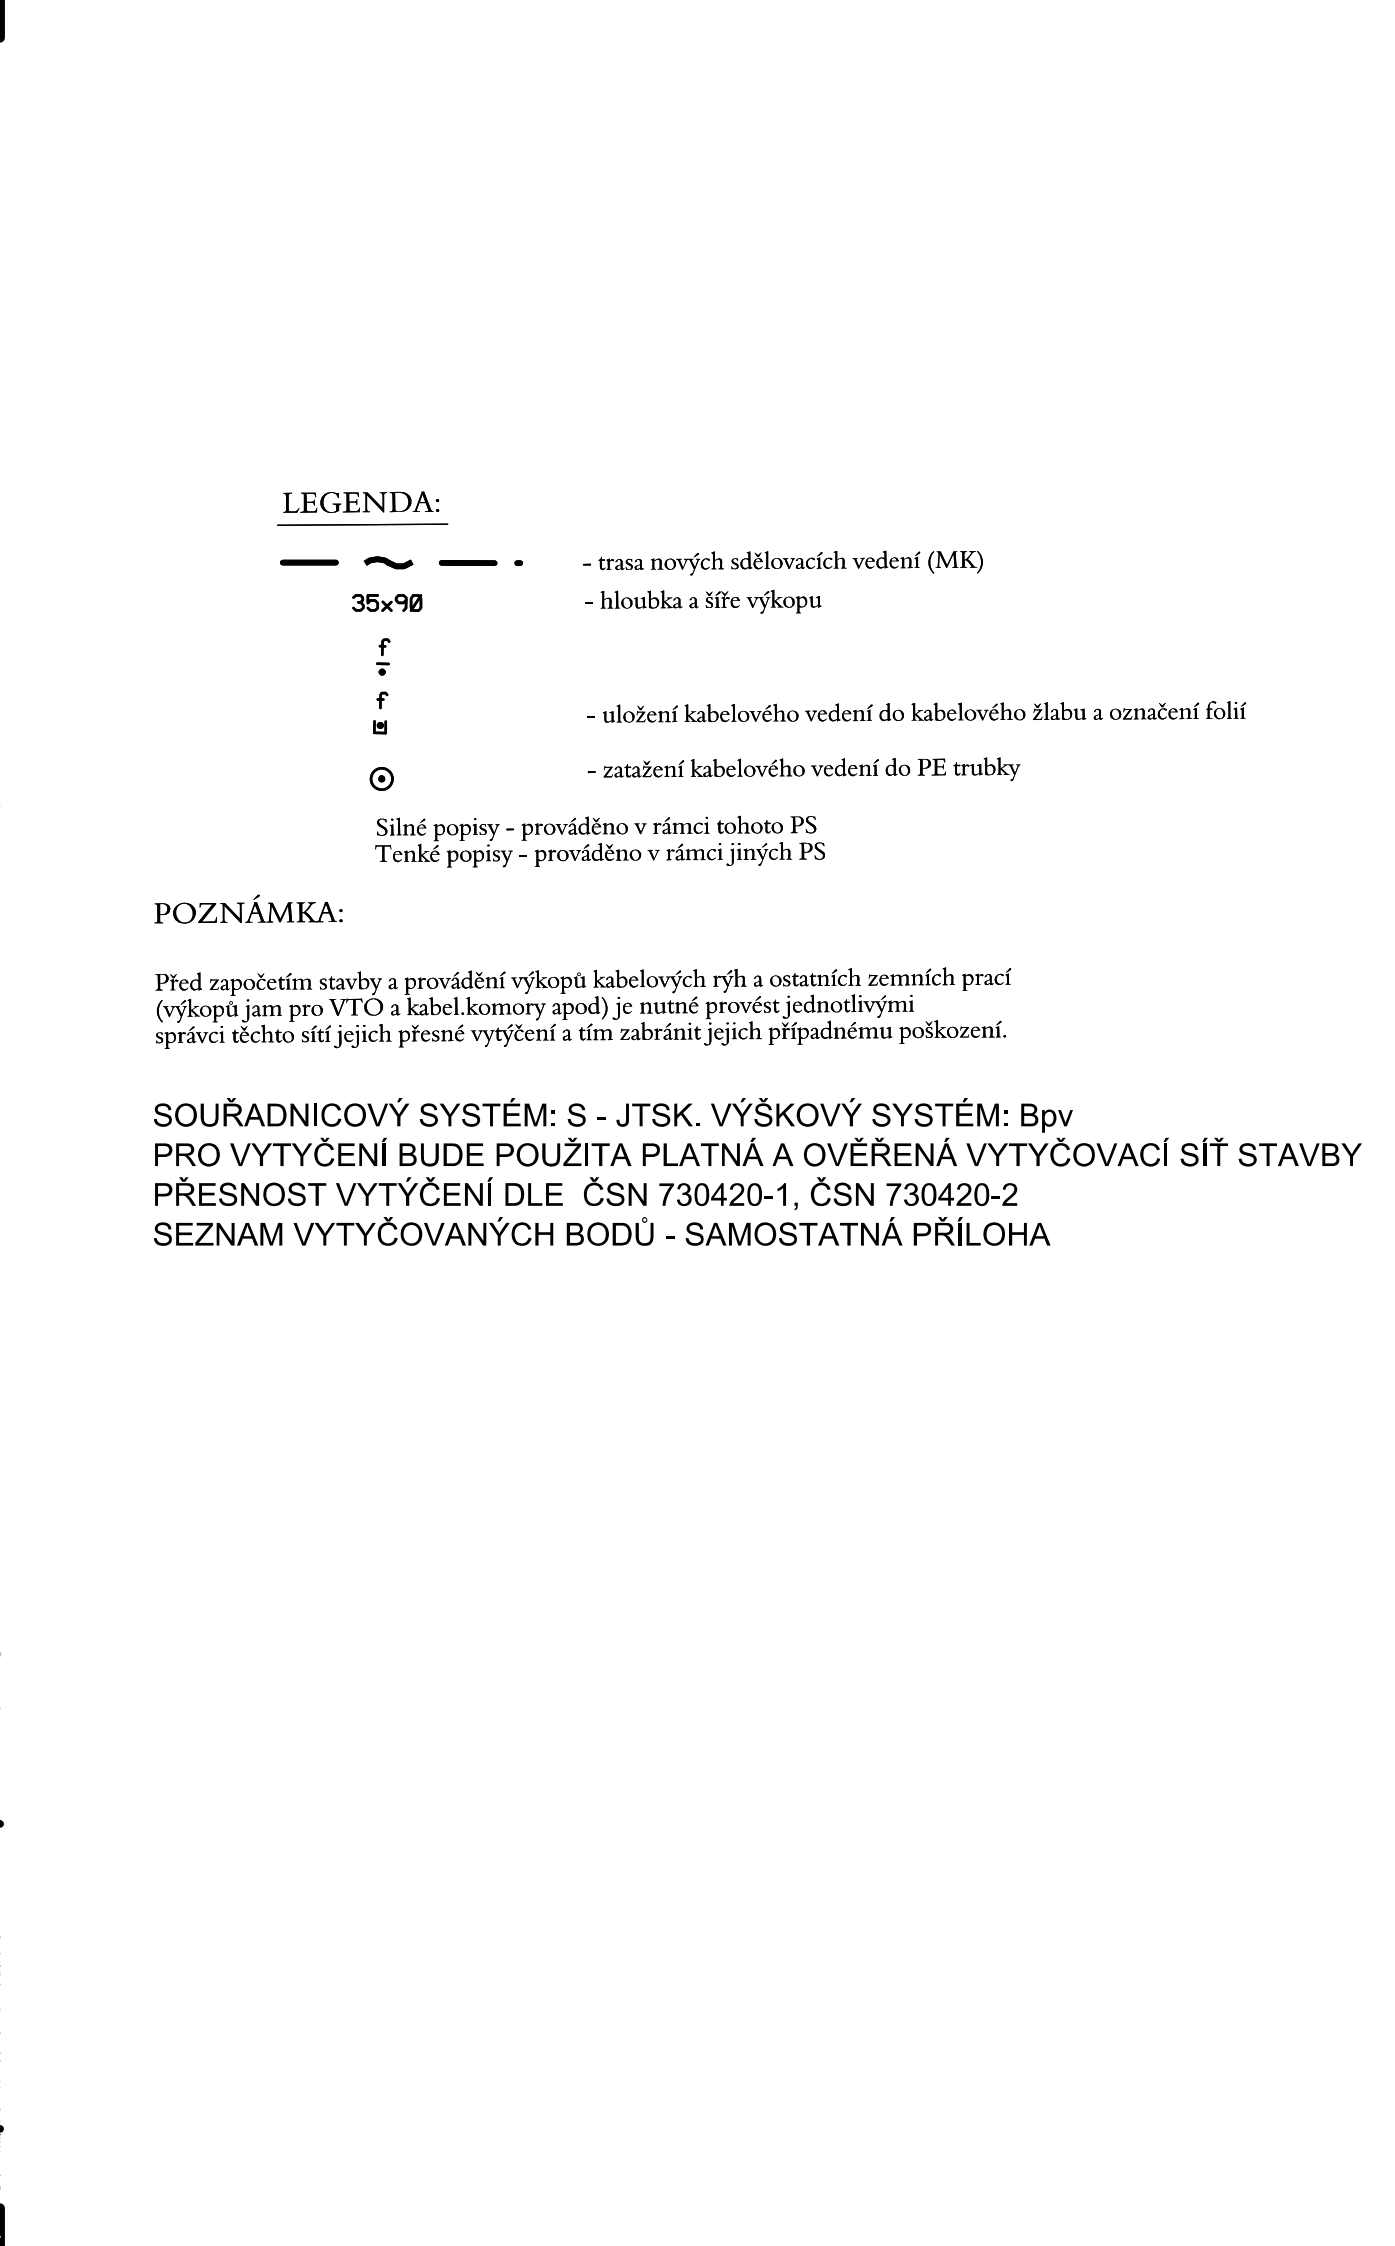 LEGENDA:
- trasa nových sdělovacích vedení (MK)
35x90 - hloubka a šíře výkopu
f
f
- uložení kabelového vedení do kabelového žlabu a označení folií
- zatažení kabelového vedení do PE trubky
Silné popisy - prováděno v rámci tohoto PS
Tenké popisy - prováděno v rámci jiných PS
POZNÁMKA:
Před započetím stavby a provádění výkopů kabelových rýh a ostatních zemních prací
(výkopů jam pro VTO a kabel.komory apod) je nutné provést jednotlivými
správci těchto sítí jejich přesné vytýčení a tím zabránit jejich případnému poškození.
SOUŘADNICOVÝ SYSTÉM: S - JTSK. VÝŠKOVÝ SYSTÉM: Bpv
PRO VYTYČENÍ BUDE POUŽITA PLATNÁ A OVĚŘENÁ VYTYČOVACÍ SÍŤ STAVBY
PŘESNOST VYTÝČENÍ DLE  ČSN 730420-1, ČSN 730420-2
SEZNAM VYTYČOVANÝCH BODŮ - SAMOSTATNÁ PŘÍLOHA